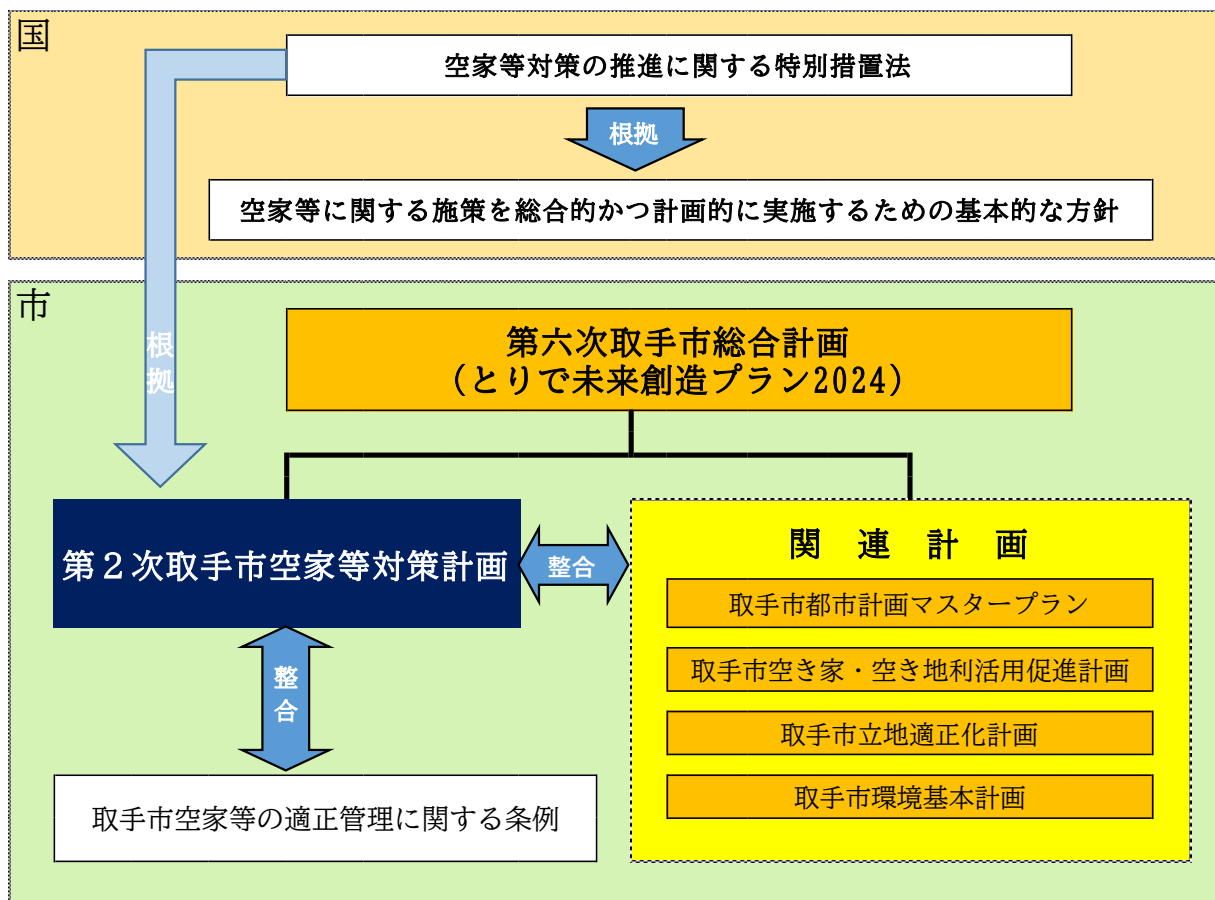 国
空家等対策の推進に関する特別措置法
根拠
空家等に関する施策を総合的かつ計画的に実施するための基本的な方針
市
根
拠
第六次取手市総合計画
（とりで未来創造プラン2024）
第２次取手市空家等対策計画
整合
関連計画
取手市都市計画マスタープラン
取手市空き家・空き地利活用促進計画
取手市立地適正化計画
取手市環境基本計画
整
合
取手市空家等の適正管理に関する条例